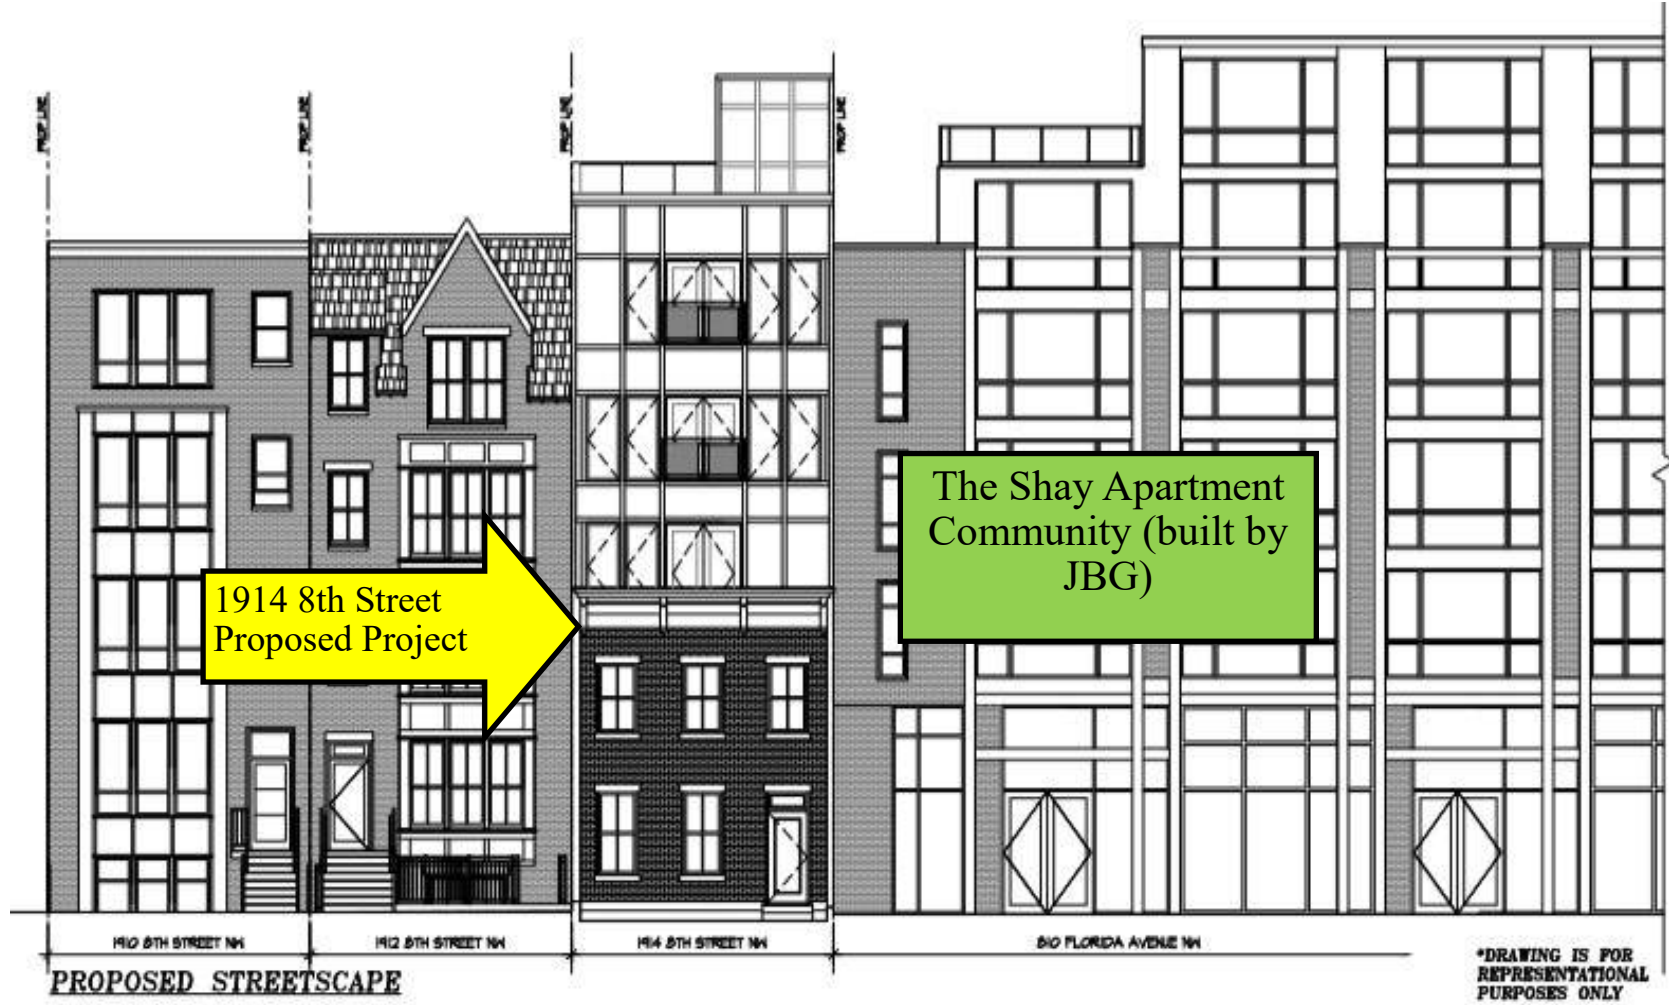 PROP LINE
PROP LINE
PROP LINE
PROP LINE
The Shay Apartment
Community (built by
JBG)
1914 8th Street
Proposed Project
1910 8TH STREET NW
1912 8TH STREET NW
1914 8TH STREET NW
810 FLORIDA AVENUE NW
PROPOSED STREETSCAPE
*DRAWING IS FOR
REPRESENTATIONAL
PURPOSES ONLY